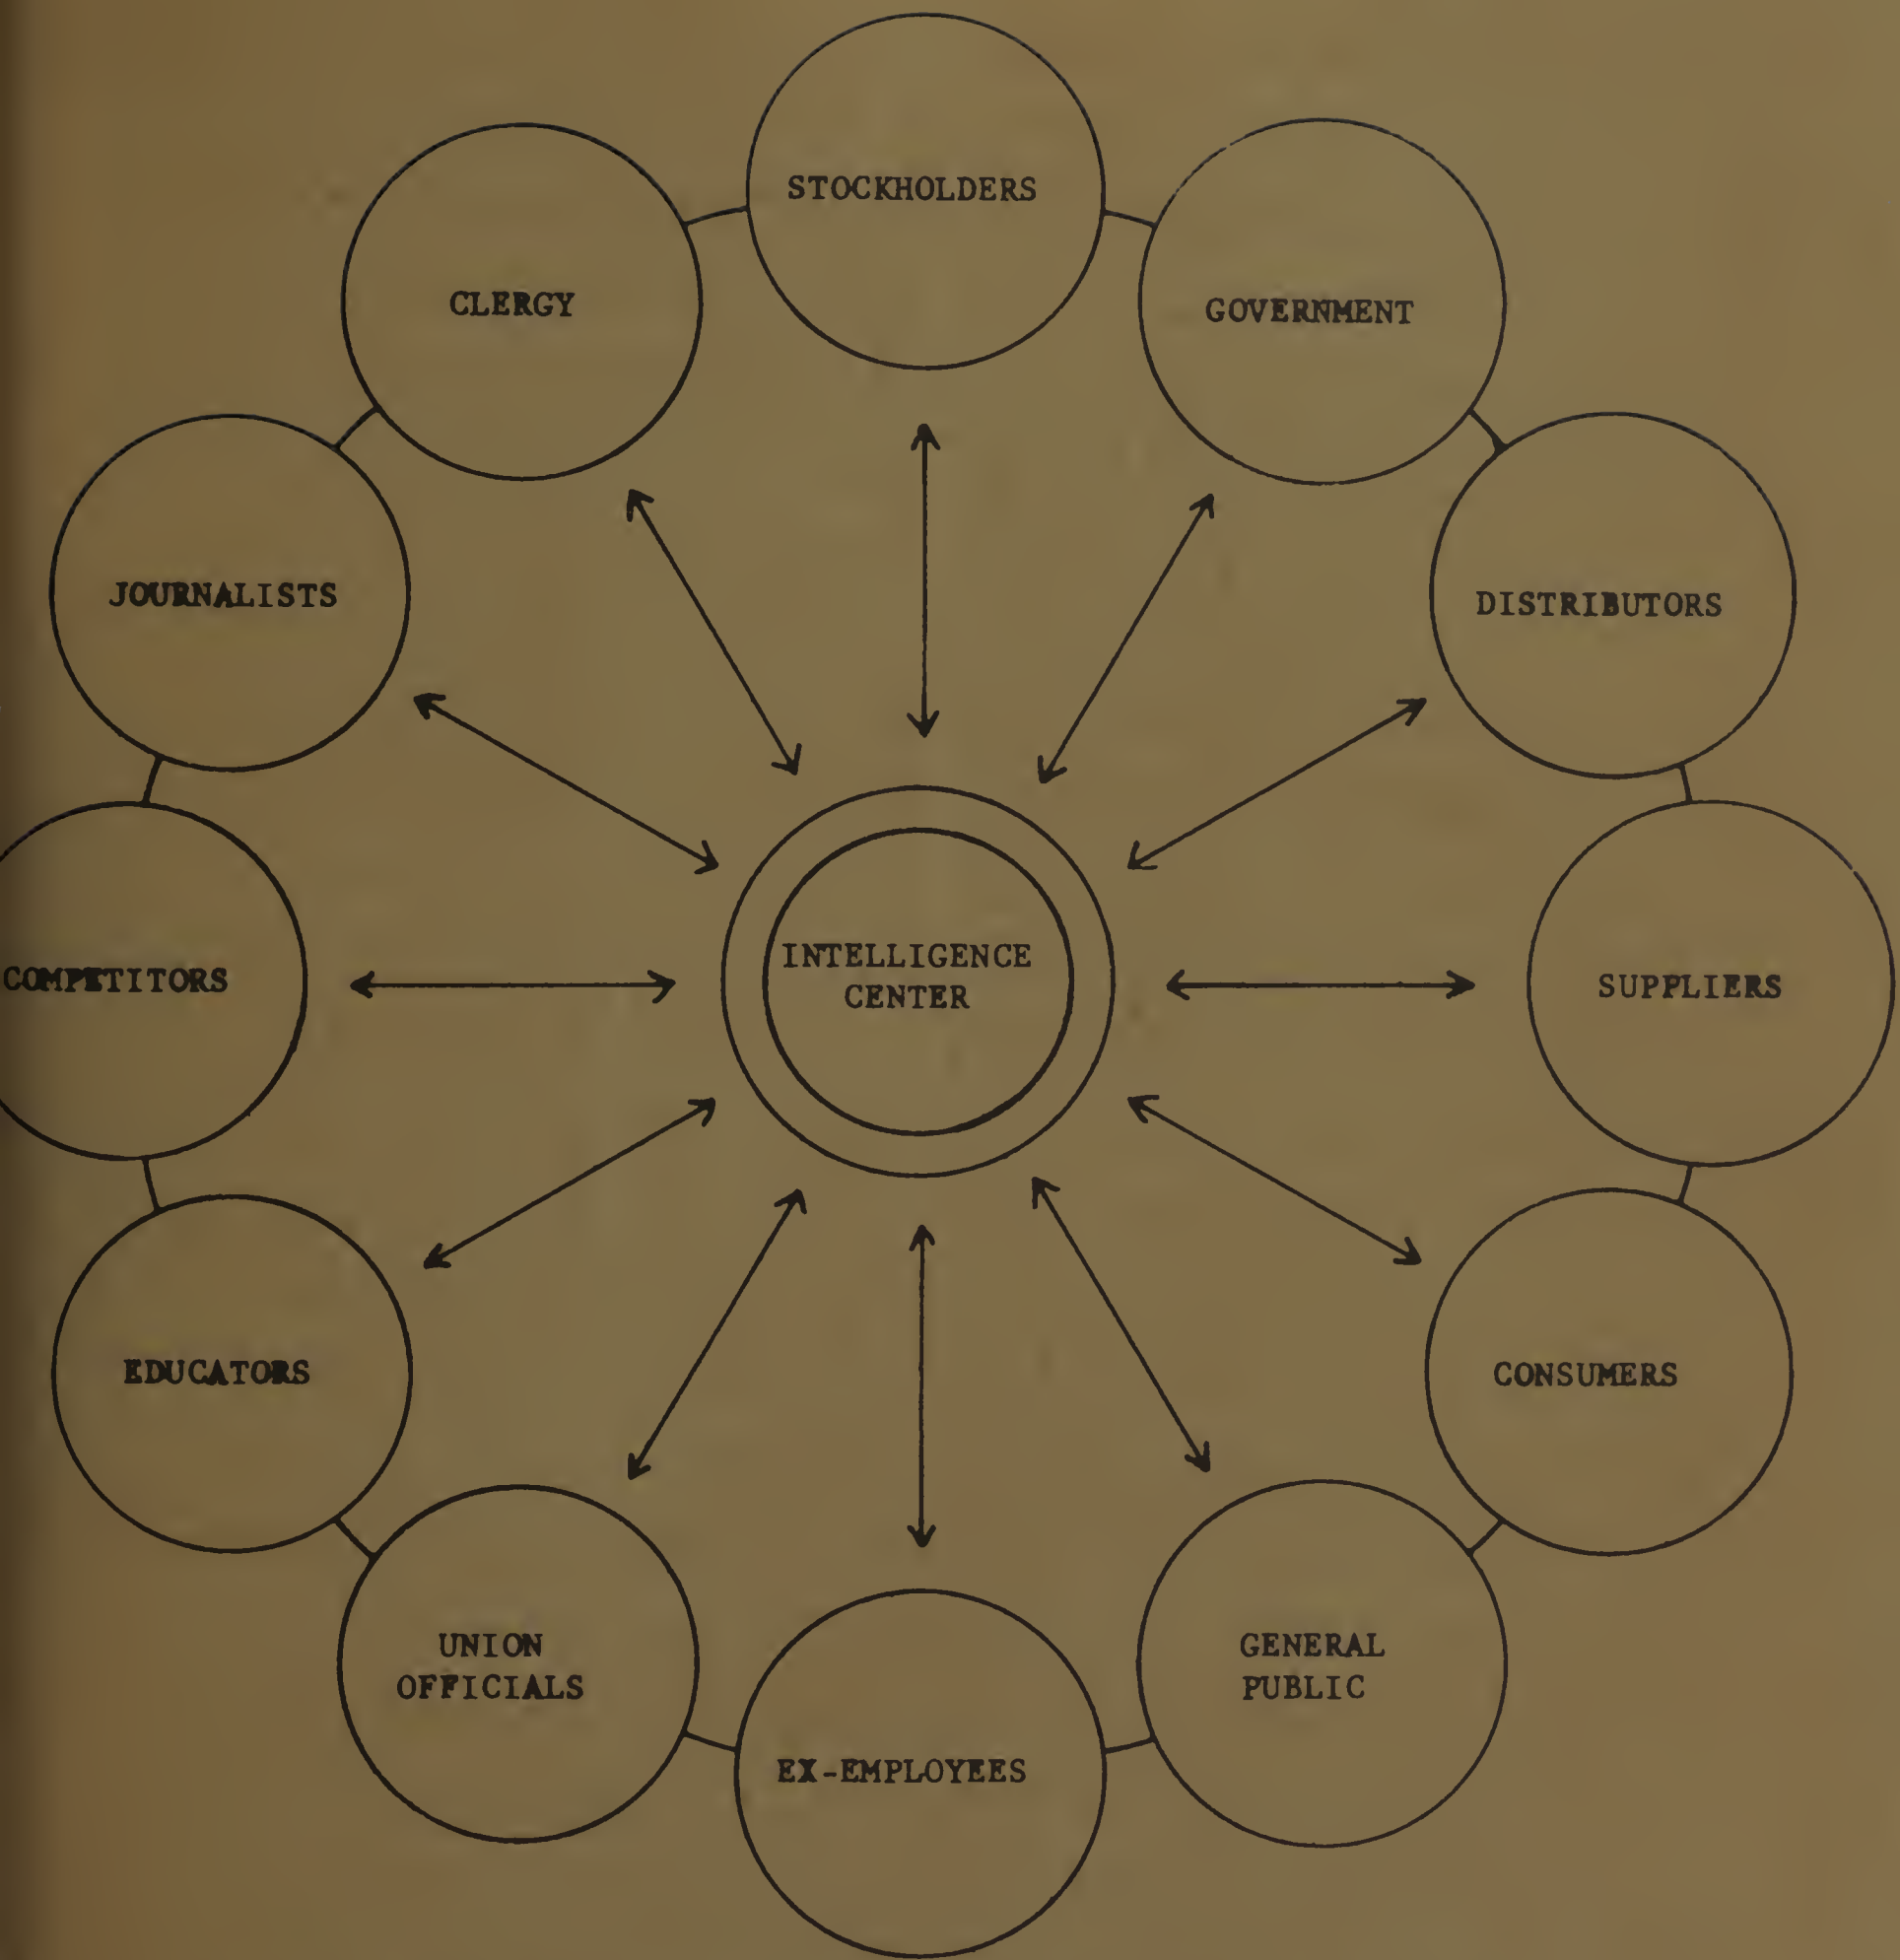 STOCKHOLDERS
CLERGY
GOVERNMENT
JOURNALISTS
DISTRIBUTORS
INTELLIGENCE
CENTER
COMPETITORS
SUPPLIERS
EDUCATORS
CONSUMERS
UNION
OFFICIALS
GENERAL
PUBLIC
EX-EMPLOYEES